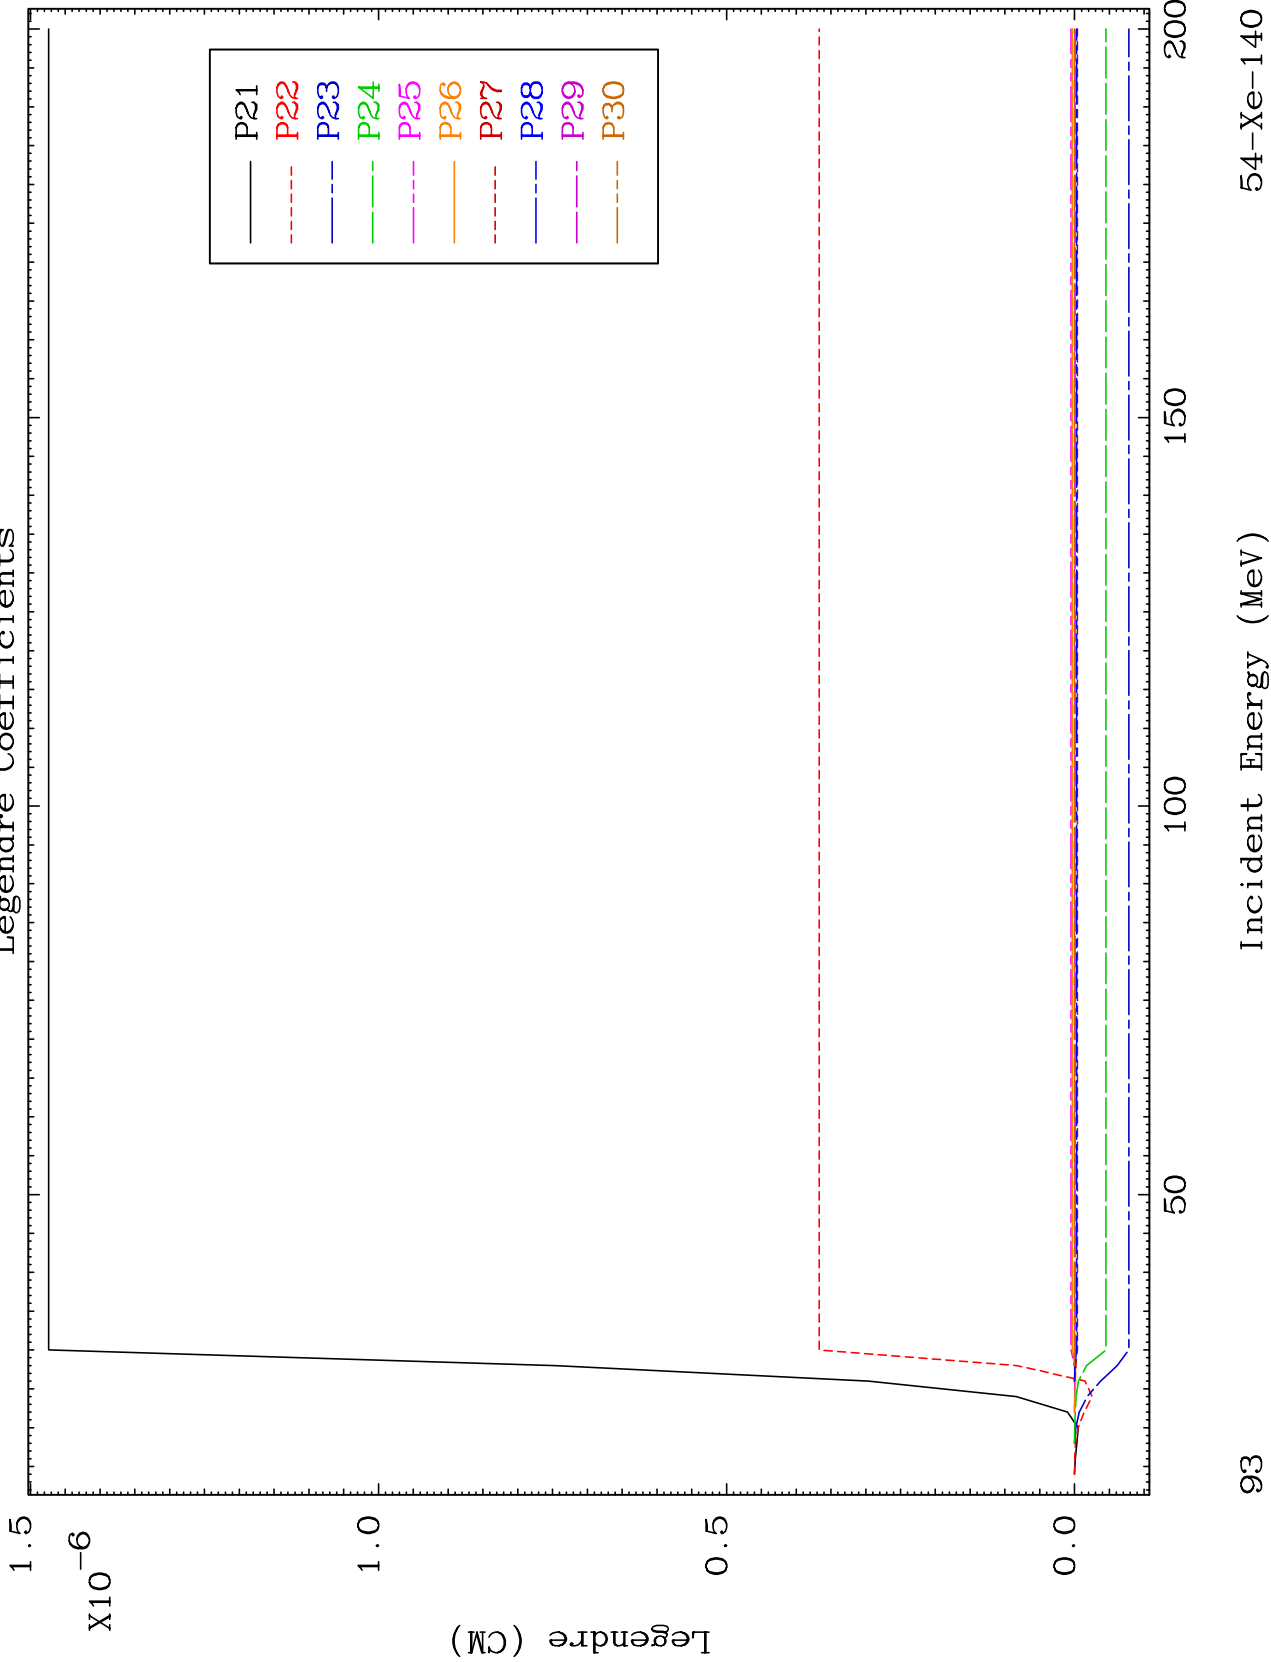 Legendre Coefficients
1.5
X10-6
1.0
0.5
0.0
Legendre (CM)
P21
P22
P23
P24
P25
P26
P27
P28
P29
P30
50
100
150
200
93
Incident Energy (MeV)
54-Xe-140